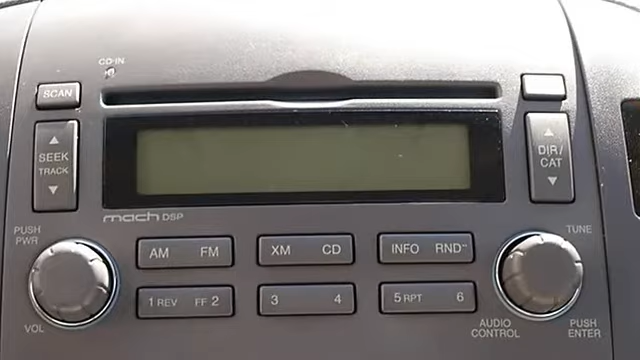 CD-IN
SCAN
SEEK
TRACK
DIR/
CAT
mach DSP
PUSH
PWR
VOL
AM FM
XM CD
INFO RND
1 REV FF 2
3 4
5 RPT 6
TUNE
AUDIO
CONTROL
PUSH
ENTER